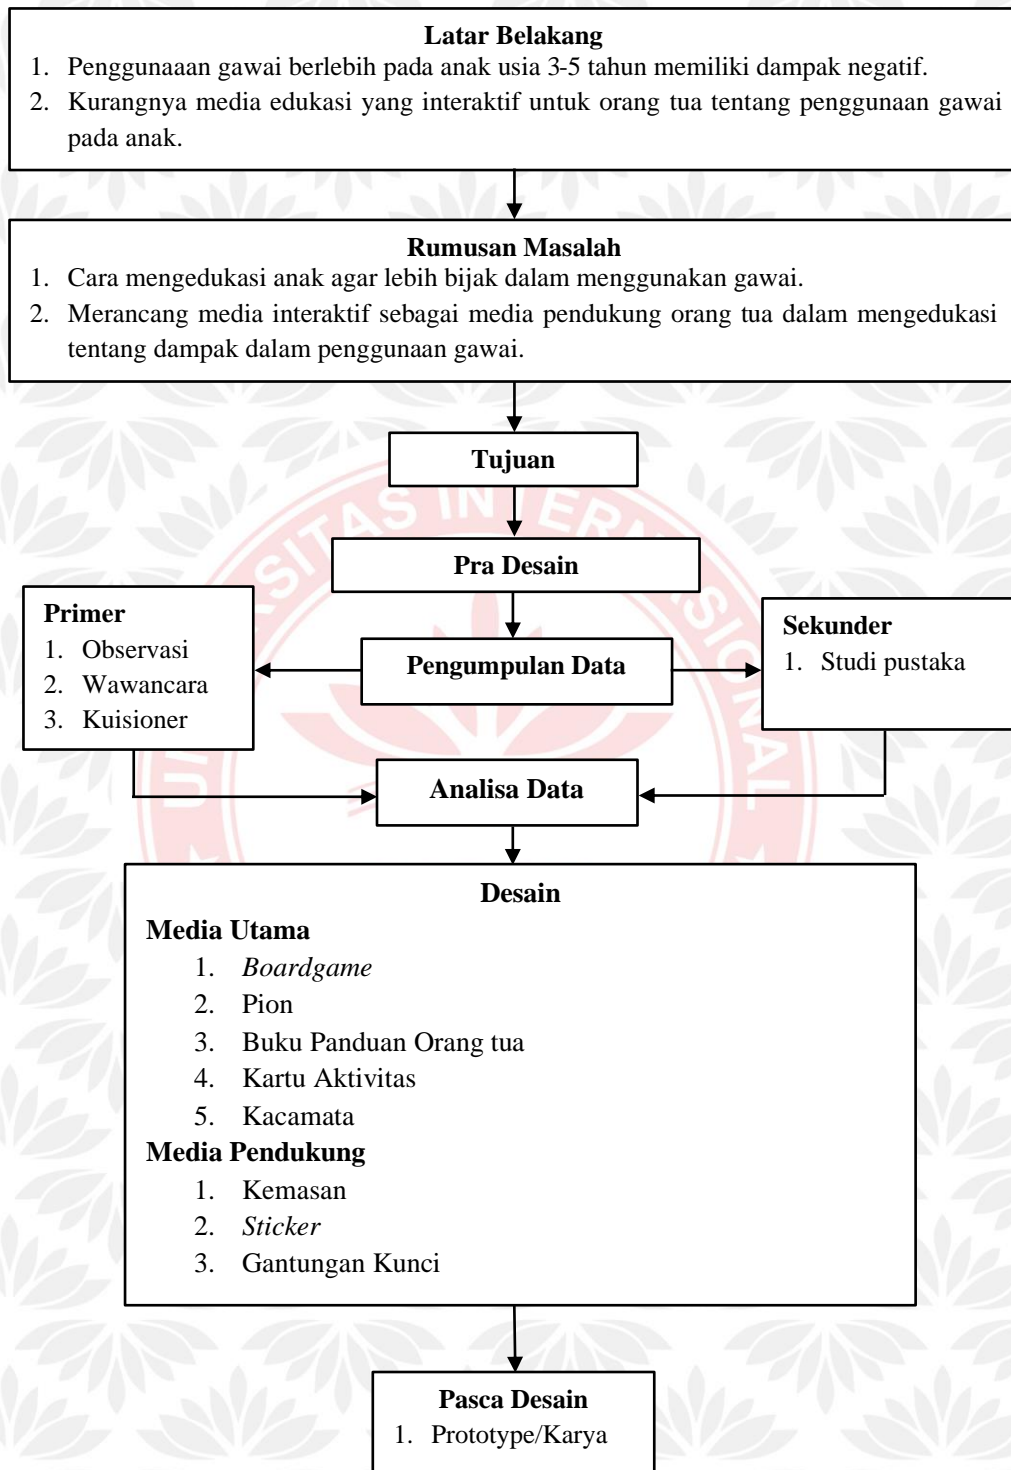 Latar Belakang
1. Penggunaaan gawai berlebih pada anak usia 3-5 tahun memiliki dampak negatif.
2. Kurangnya media edukasi yang interaktif untuk orang tua tentang penggunaan gawai
pada anak.
Rumusan Masalah
1. Cara mengedukasi anak agar lebih bijak dalam menggunakan gawai.
2. Merancang media interaktif sebagai media pendukung orang tua dalam mengedukasi
tentang dampak dalam penggunaan gawai.
Tujuan
Pra Desain
Primer
1. Observasi
2. Wawancara
3. Kuisioner
Pengumpulan Data
Sekunder
1. Studi pustaka
Analisa Data
Desain
Media Utama
1. Boardgame
2. Pion
3. Buku Panduan Orang tua
4. Kartu Aktivitas
5. Kacamata
Media Pendukung
1. Kemasan
2. Sticker
3. Gantungan Kunci
Pasca Desain
1. Prototype/Karya